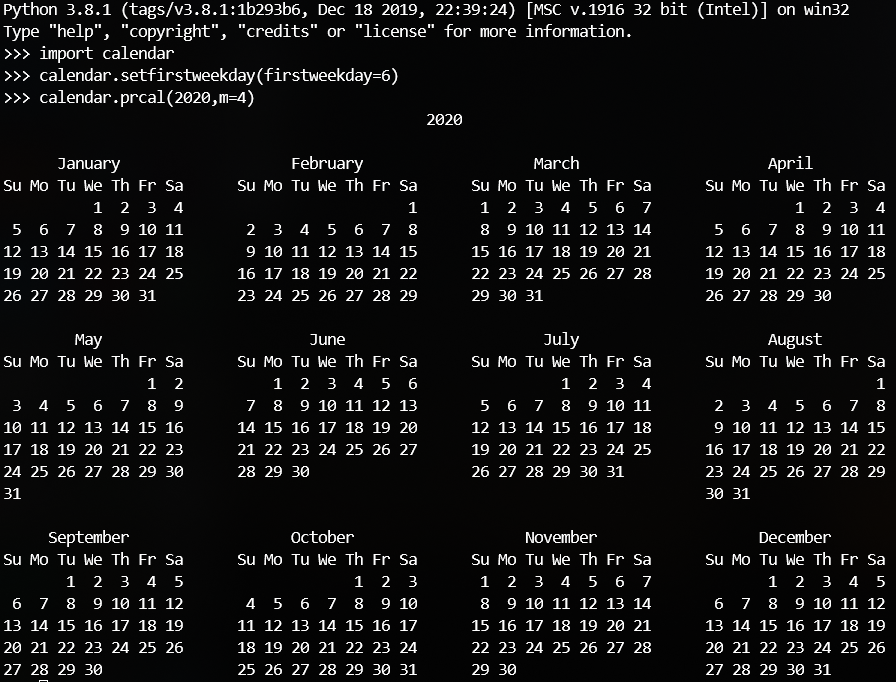 Python 3.8.1 (tags/v3.8.1:1b293b6, Dec 18 2019, 22:39:24) [MSC v.1916 32 bit (Intel)] on win32
Type "help", "copyright", "credits" or "license" for more information.
>>> import calendar
>>> calendar.setfirstweekday(firstweekday=6)
>>> calendar.prcal(2020,m=4)
                                               2020

      January                   February                   March                     April
Su Mo Tu We Th Fr Sa      Su Mo Tu We Th Fr Sa      Su Mo Tu We Th Fr Sa      Su Mo Tu We Th Fr Sa
          1  2  3  4                         1       1  2  3  4  5  6  7                1  2  3  4
 5  6  7  8  9 10 11       2  3  4  5  6  7  8       8  9 10 11 12 13 14       5  6  7  8  9 10 11
12 13 14 15 16 17 18       9 10 11 12 13 14 15      15 16 17 18 19 20 21      12 13 14 15 16 17 18
19 20 21 22 23 24 25      16 17 18 19 20 21 22      22 23 24 25 26 27 28      19 20 21 22 23 24 25
26 27 28 29 30 31         23 24 25 26 27 28 29      29 30 31                  26 27 28 29 30

        May                       June                      July                     August
Su Mo Tu We Th Fr Sa      Su Mo Tu We Th Fr Sa      Su Mo Tu We Th Fr Sa      Su Mo Tu We Th Fr Sa
                1  2          1  2  3  4  5  6                1  2  3  4                         1
 3  4  5  6  7  8  9       7  8  9 10 11 12 13       5  6  7  8  9 10 11       2  3  4  5  6  7  8
10 11 12 13 14 15 16      14 15 16 17 18 19 20      12 13 14 15 16 17 18       9 10 11 12 13 14 15
17 18 19 20 21 22 23      21 22 23 24 25 26 27      19 20 21 22 23 24 25      16 17 18 19 20 21 22
24 25 26 27 28 29 30      28 29 30                  26 27 28 29 30 31         23 24 25 26 27 28 29
31                                                                            30 31

     September                  October                   November                  December
Su Mo Tu We Th Fr Sa      Su Mo Tu We Th Fr Sa      Su Mo Tu We Th Fr Sa      Su Mo Tu We Th Fr Sa
       1  2  3  4  5                   1  2  3       1  2  3  4  5  6  7             1  2  3  4  5
 6  7  8  9 10 11 12       4  5  6  7  8  9 10       8  9 10 11 12 13 14       6  7  8  9 10 11 12
13 14 15 16 17 18 19      11 12 13 14 15 16 17      15 16 17 18 19 20 21      13 14 15 16 17 18 19
20 21 22 23 24 25 26      18 19 20 21 22 23 24      22 23 24 25 26 27 28      20 21 22 23 24 25 26
27 28 29 30               25 26 27 28 29 30 31      29 30                     27 28 29 30 31